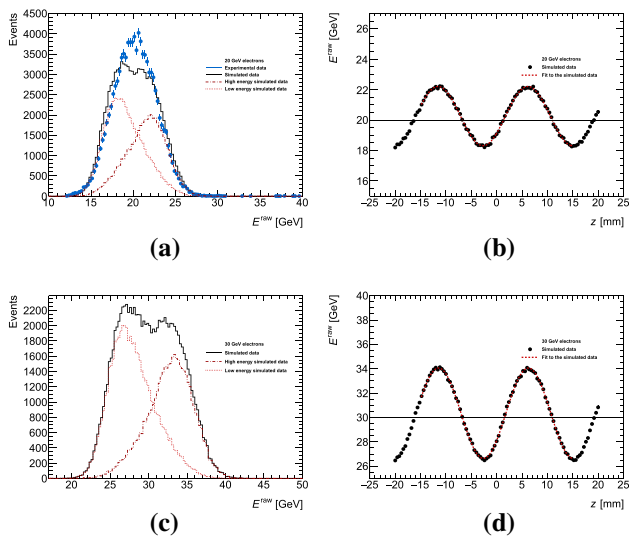 Events
4500
4000
3500
3000
2500
2000
1500
1000
500
0
20 GeV electrons
Experimental data
Simulated data
High energy simulated data
Low energy simulated data
10 15 20 25 30 35 40
E^raw [GeV]
(a)
E^raw [GeV]
26
24
22
20
18
16
20 GeV electrons
Simulated data
Fit to the simulated data
−25 −20 −15 −10 −5 0 5 10 15 20 25
z [mm]
(b)
Events
2200
2000
1800
1600
1400
1200
1000
800
600
400
200
0
30 GeV electrons
Simulated data
High energy simulated data
Low energy simulated data
20 25 30 35 40 45 50
E^raw [GeV]
(c)
E^raw [GeV]
40
38
36
34
32
30
28
26
30 GeV electrons
Simulated data
Fit to the simulated data
−25 −20 −15 −10 −5 0 5 10 15 20 25
z [mm]
(d)